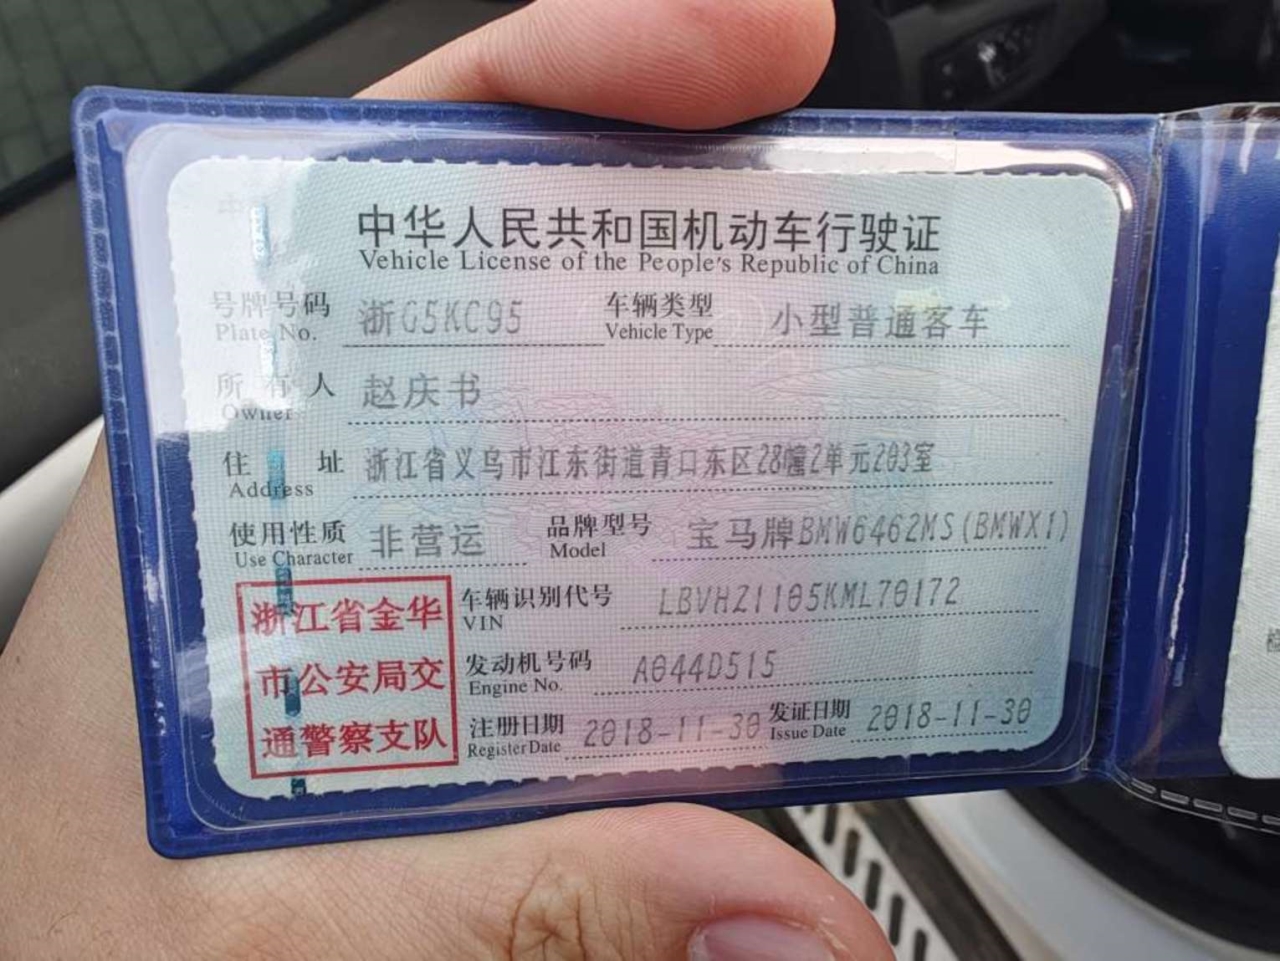 中华人民共和国机动车行驶证
Vehicle License of the People's Republic of China
号牌号码 浙G5KC95 车辆类型 小型普通客车
Plate No. Vehicle Type
所有人 赵庆书
Owner
住址 浙江省义乌市江东街道青口东区28幢2单元203室
Address
使用性质 非营运 品牌型号 宝马牌BMW6462MS(BMWX1)
Use Character Model
浙江省金华
市公安局交
通警察支队
车辆识别代号 LBVHZ1105KML70172
VIN
发动机号码 A044D515
Engine No.
注册日期 2018-11-30 发证日期 2018-11-30
Register Date Issue Date